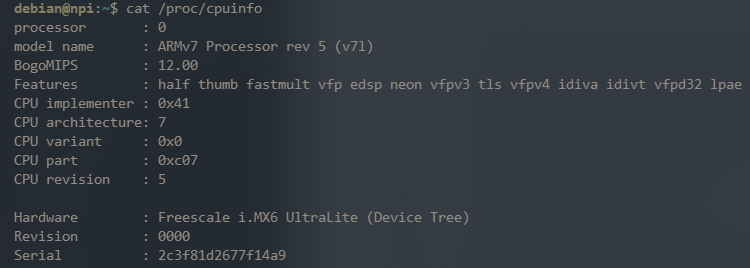 debian@npi:~$ cat /proc/cpuinfo
processor : 0
model name : ARMv7 Processor rev 5 (v7l)
BogoMIPS : 12.00
Features : half thumb fastmult vfp edsp neon vfpv3 tls vfpv4 idiva idivt vfpd32 lpae
CPU implementer : 0x41
CPU architecture: 7
CPU variant : 0x0
CPU part : 0xc07
CPU revision : 5
Hardware : Freescale i.MX6 UltraLite (Device Tree)
Revision : 0000
Serial : 2c3f81d2677f14a9